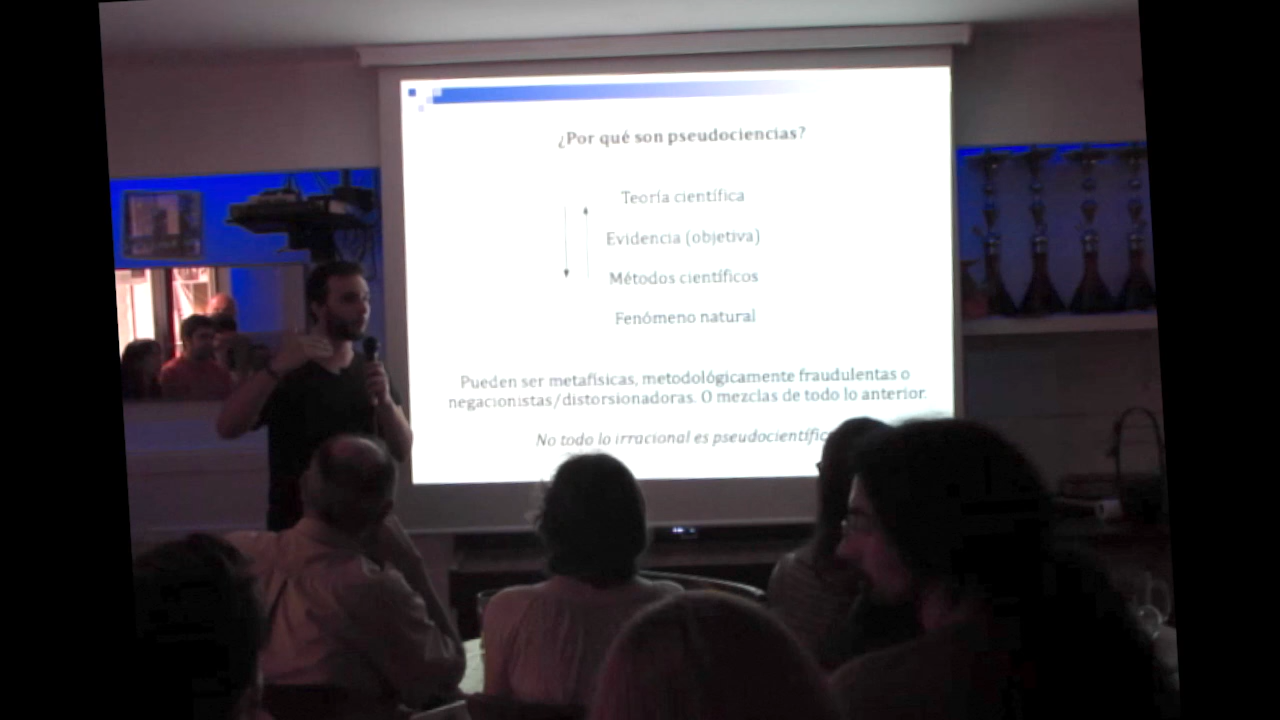 ¿Por qué son pseudociencias?
Teoría científica
Evidencia (objetiva)
Métodos científicos
Fenómeno natural
Pueden ser metafísicas, metodológicamente fraudulentas o
negacionistas/distorsionadoras. O mezclas de todo lo anterior.
No todo lo irracional es pseudocientífic